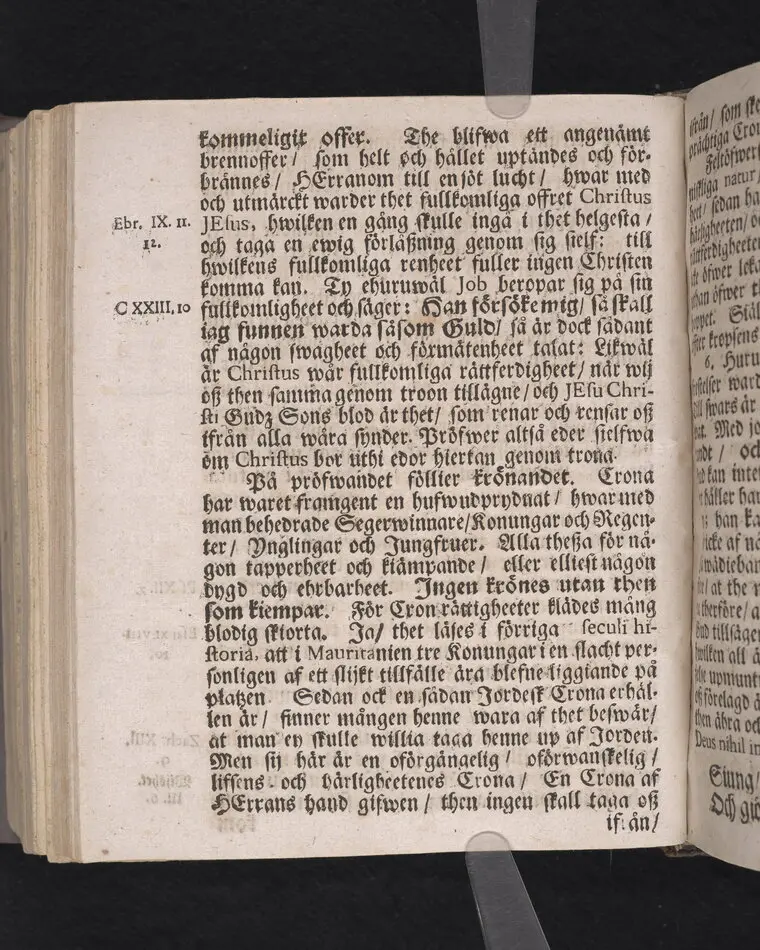 kommeligit offer. The blifwa ett angenämt
brennoffer / som helt och hållet uptändes och för-
brännes / HErranom till en söt lucht / hwar med
och utmärckt warder thet fullkomliga offret Christus
Ebr. IX. 11. JEsus, hwilken en gång skulle ingå i thet helgesta /
12. och taga en ewig förlåßning genom sig sielf: till
hwilkens fullkomliga renheet fuller ingen Christen
komma kan. Ty ehuruwäl Job beropar sig på sin
C XXIII, 10 fullkomligheet och säger: Han försöke mig / så skall
iag funnen warda såsom Guld / så är dock sådant
af någon swagheet och förmätenheet talat: Likwäl
är Christus wår fullkomliga rättferdigheet / när wij
oß then samma genom troon tillägne / och JEsu Chri-
sti Gudz Sons blod är thet / som renar och rensar oß
ifrån alla wåra synder. Pröfwer altså eder sielfwa
om Christus bor uthi edor hiertan genom trona.
På pröfwandet föllier krönandet. Crona
har waret framgent en hufwudprydnat / hwar med
man behedrade Segerwinnare / Konungar och Regen-
ter / Ynglingar och Jungfruer. Alla theßa för nå-
gon tapperheet och kiämpande / eller elliest någon
dygd och ehrbarheet. Ingen krönes utan then
som kiempar. För Cron rättigheeter klädes mång
blodig skiorta. Ja / thet läses i förriga seculi hi-
storia, att i Mauritanien tre Konungar i en slacht per-
sonligen af ett slijkt tillfälle ära blefne liggiande på
platzen. Sedan ock en sådan Jordesk Crona erhål-
len är / finner mången henne wara af thet beswär /
at man ey skulle willia taga henne up af Jorden.
Men sij här är en oförgängelig / oförwanskelig /
lifsens och härligheetenes Crona / En Crona af
HErrans hand gifwen / then ingen skall taga oß
ifrån /